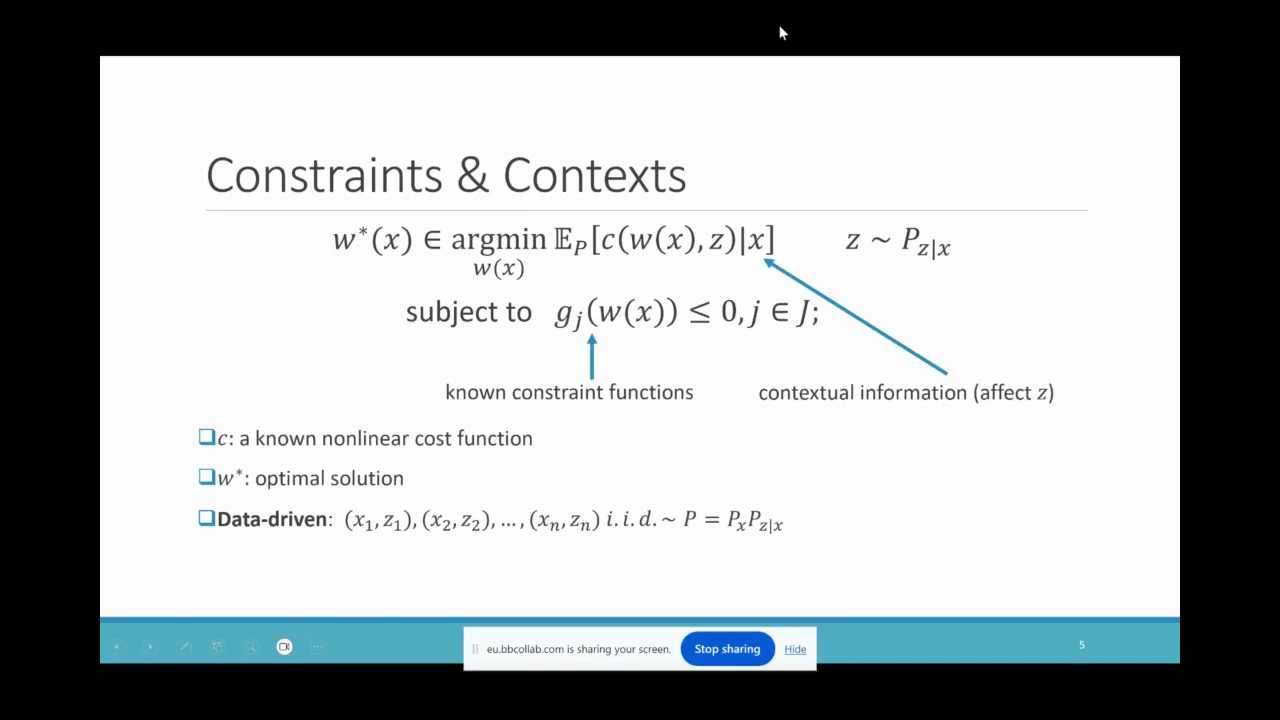 Constraints & Contexts
w*(x) ∈ argmin 𝔼_P[c(w(x), z)|x]   z ~ P_{z|x}
w(x)
subject to g_j(w(x)) ≤ 0, j ∈ J;
known constraint functions   contextual information (affect z)
c: a known nonlinear cost function
w*: optimal solution
Data-driven: (x_1, z_1), (x_2, z_2), ..., (x_n, z_n) i.i.d. ~ P = P_x P_{z|x}
eu.bbcollab.com is sharing your screen. Stop sharing Hide
5